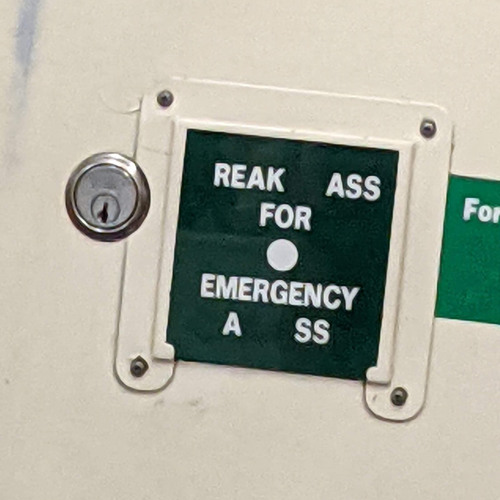 REAK ASS
FOR
EMERGENCY
A SS
For